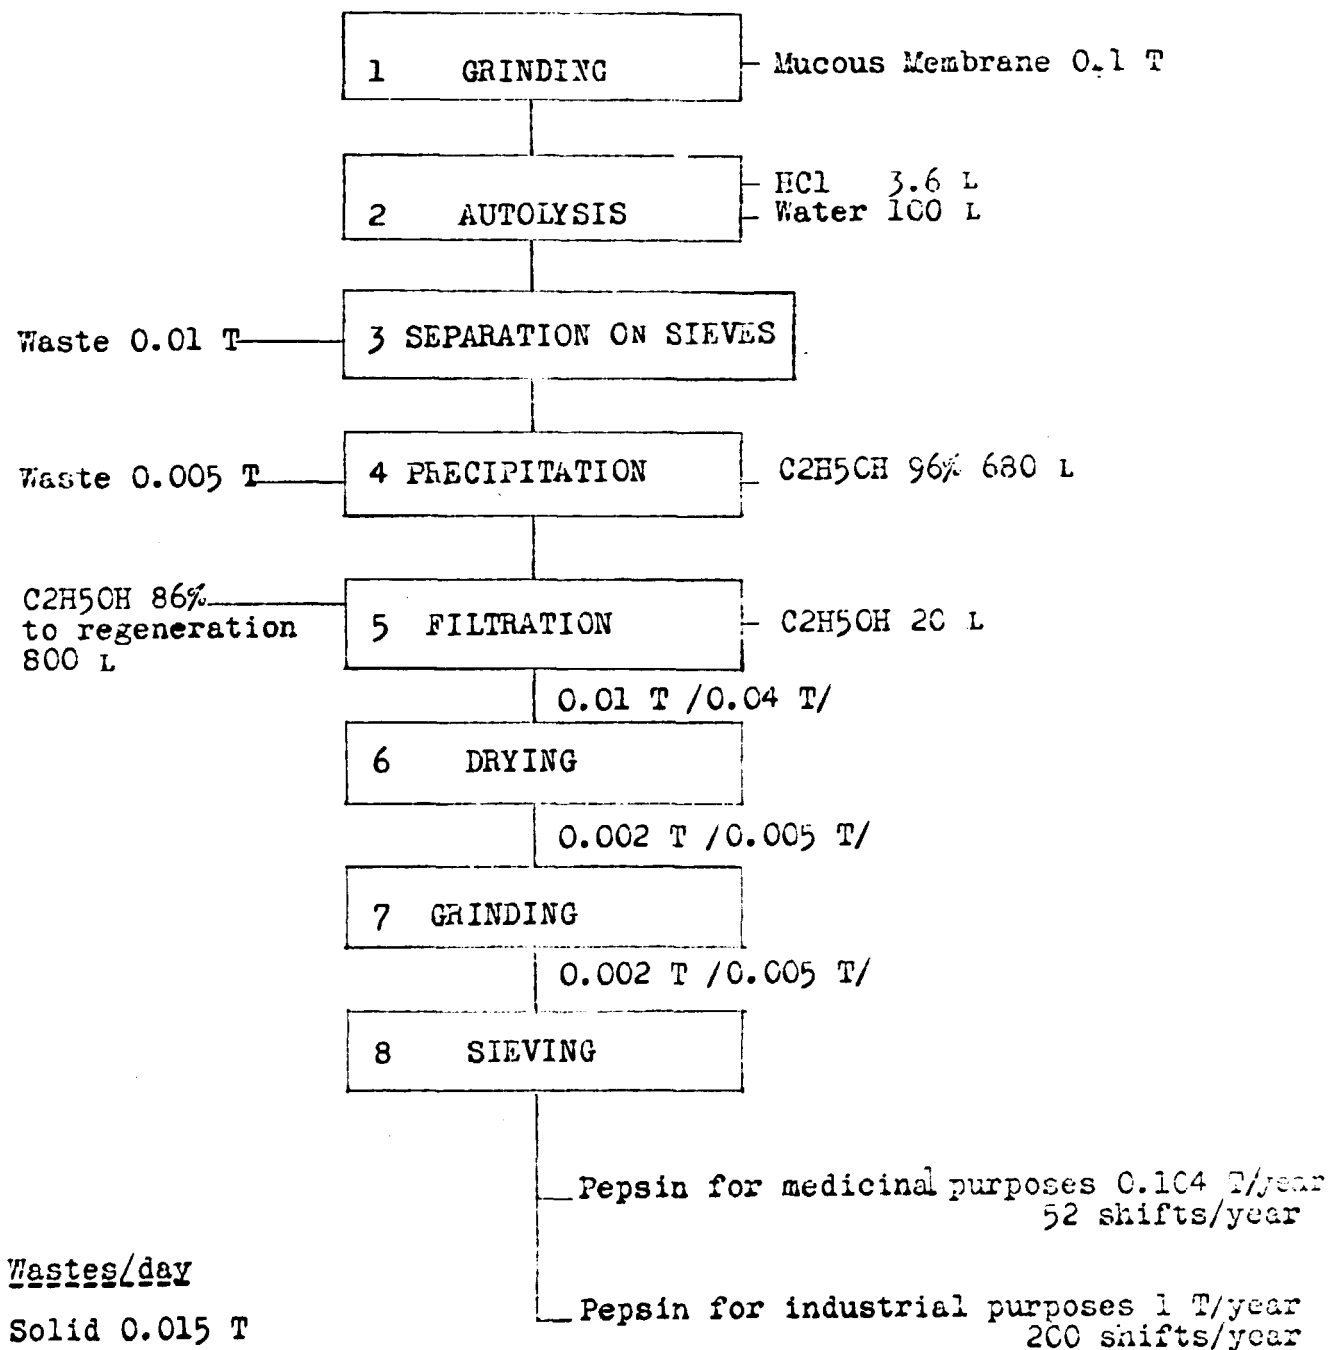 1 GRINDING
Mucous Membrane 0.1 T
2 AUTOLYSIS
HCl 3.6 L
Water 100 L
Waste 0.01 T
3 SEPARATION ON SIEVES
Waste 0.005 T
4 PRECIPITATION
C2H5OH 96% 680 L
C2H5OH 86%
to regeneration
800 L
5 FILTRATION
C2H5OH 20 L
0.01 T /0.04 T/
6 DRYING
0.002 T /0.005 T/
7 GRINDING
0.002 T /0.005 T/
8 SIEVING
Pepsin for medicinal purposes 0.104 T/year
52 shifts/year
Wastes/day
Solid 0.015 T
Pepsin for industrial purposes 1 T/year
200 shifts/year